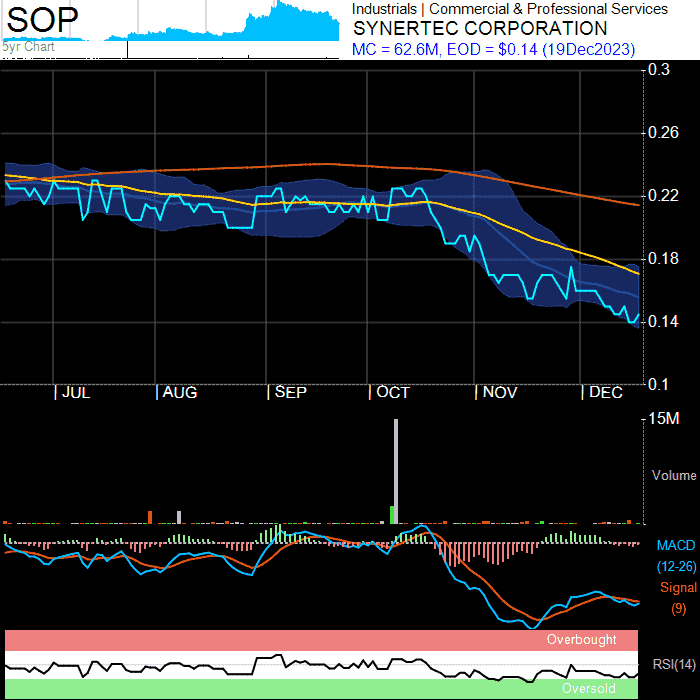 SOP
Industrials | Commercial & Professional Services
SYNERTEC CORPORATION
MC = 62.6M, EOD = $0.14 (19Dec2023)
5yr Chart
0.3
0.26
0.22
0.18
0.14
0.1
JUL AUG SEP OCT NOV DEC
15M
Volume
MACD
(12-26)
Signal
(9)
Overbought
RSI(14)
Oversold